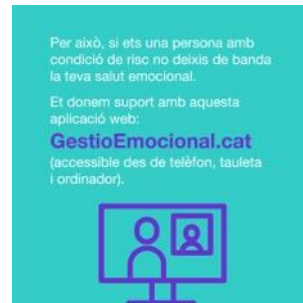 Per això, si ets una persona amb
condició de risc no deixis de banda
la teva salut emocional.
Et donem suport amb aquesta
aplicació web:
GestioEmocional.cat
(accessible des de telèfon, tauleta
i ordinador).